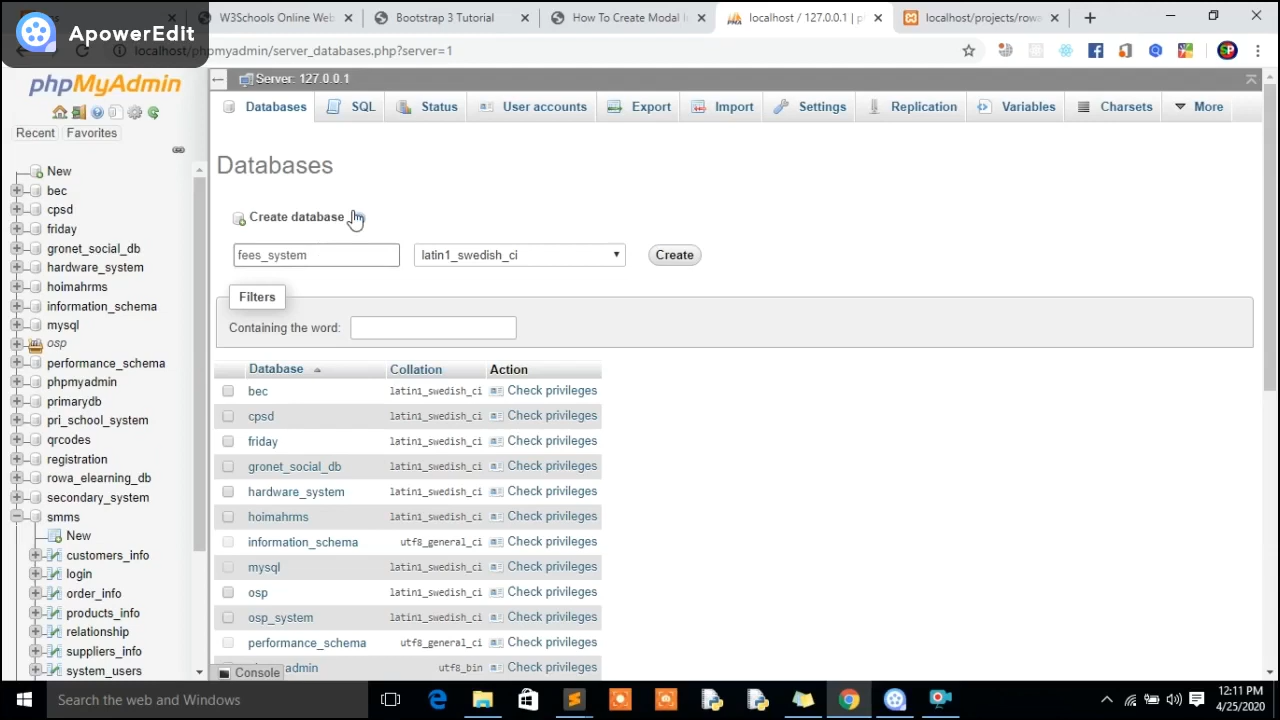 ApowerEdit
W3Schools Online Web
Bootstrap 3 Tutorial
How To Create Modal I
localhost / 127.0.0.1 | p
localhost/projects/rowa
localhost/phpmyadmin/server_databases.php?server=1
phpMyAdmin
Recent
Favorites
New
bec
cpsd
friday
gronet_social_db
hardware_system
hoimahrms
information_schema
mysql
osp
performance_schema
phpmyadmin
primarydb
pri_school_system
qrcodes
registration
rowa_elearning_db
secondary_system
smms
New
customers_info
login
order_info
products_info
relationship
suppliers_info
system_users
Server: 127.0.0.1
Databases
SQL
Status
User accounts
Export
Import
Settings
Replication
Variables
Charsets
More
Databases
Create database
fees_system latin1_swedish_ci Create
Filters
Containing the word:
Database Collation Action
bec latin1_swedish_ci Check privileges
cpsd latin1_swedish_ci Check privileges
friday latin1_swedish_ci Check privileges
gronet_social_db latin1_swedish_ci Check privileges
hardware_system latin1_swedish_ci Check privileges
hoimahrms latin1_swedish_ci Check privileges
information_schema utf8_general_ci Check privileges
mysql latin1_swedish_ci Check privileges
osp latin1_swedish_ci Check privileges
osp_system latin1_swedish_ci Check privileges
performance_schema utf8_general_ci Check privileges
admin utf8_bin Check privileges
Console
Search the web and Windows
12:11 PM
4/25/2020